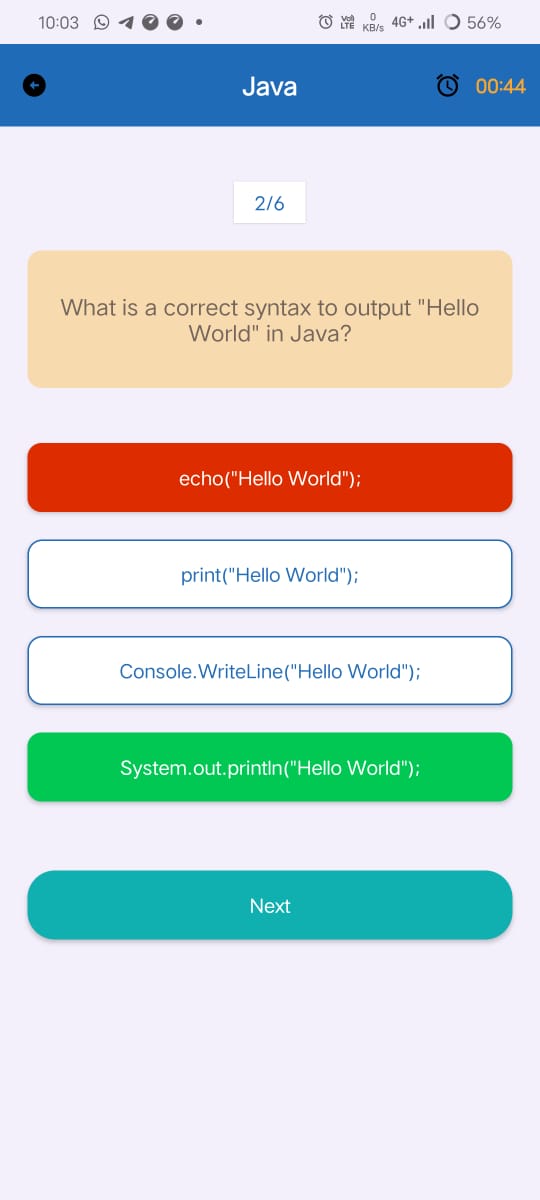 10:03
Vo) LTE
0 KB/s
4G+
56%
Java
00:44
2/6
What is a correct syntax to output "Hello
World" in Java?
echo("Hello World");
print("Hello World");
Console.WriteLine("Hello World");
System.out.println("Hello World");
Next